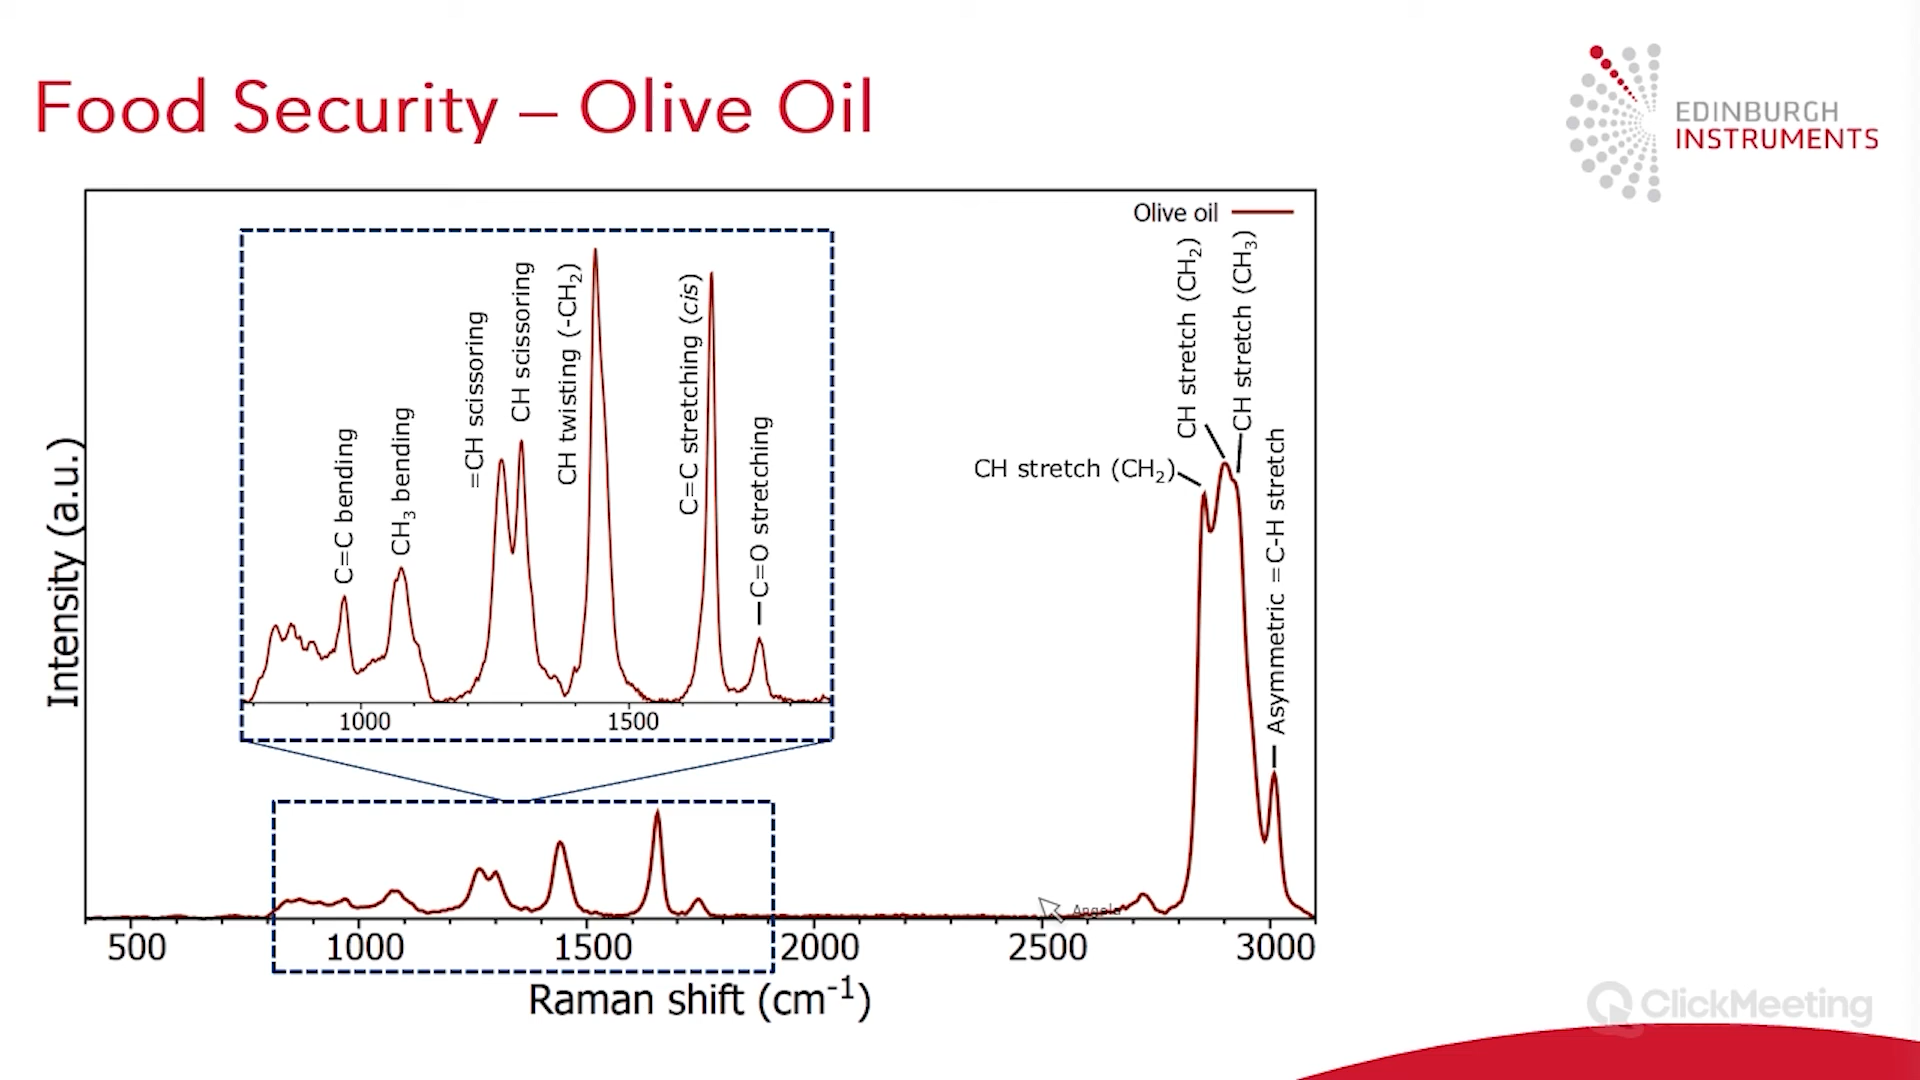 Food Security – Olive Oil
EDINBURGH
INSTRUMENTS
Olive oil
Intensity (a.u.)
C=C bending
CH₃ bending
=CH scissoring
CH scissoring
CH twisting (-CH₂)
C=C stretching (cis)
C=O stretching
1000
1500
CH stretch (CH₂)
CH stretch (CH₂)
CH stretch (CH₃)
Asymmetric =C-H stretch
Angela
500
1000
1500
2000
2500
3000
Raman shift (cm⁻¹)
ClickMeeting